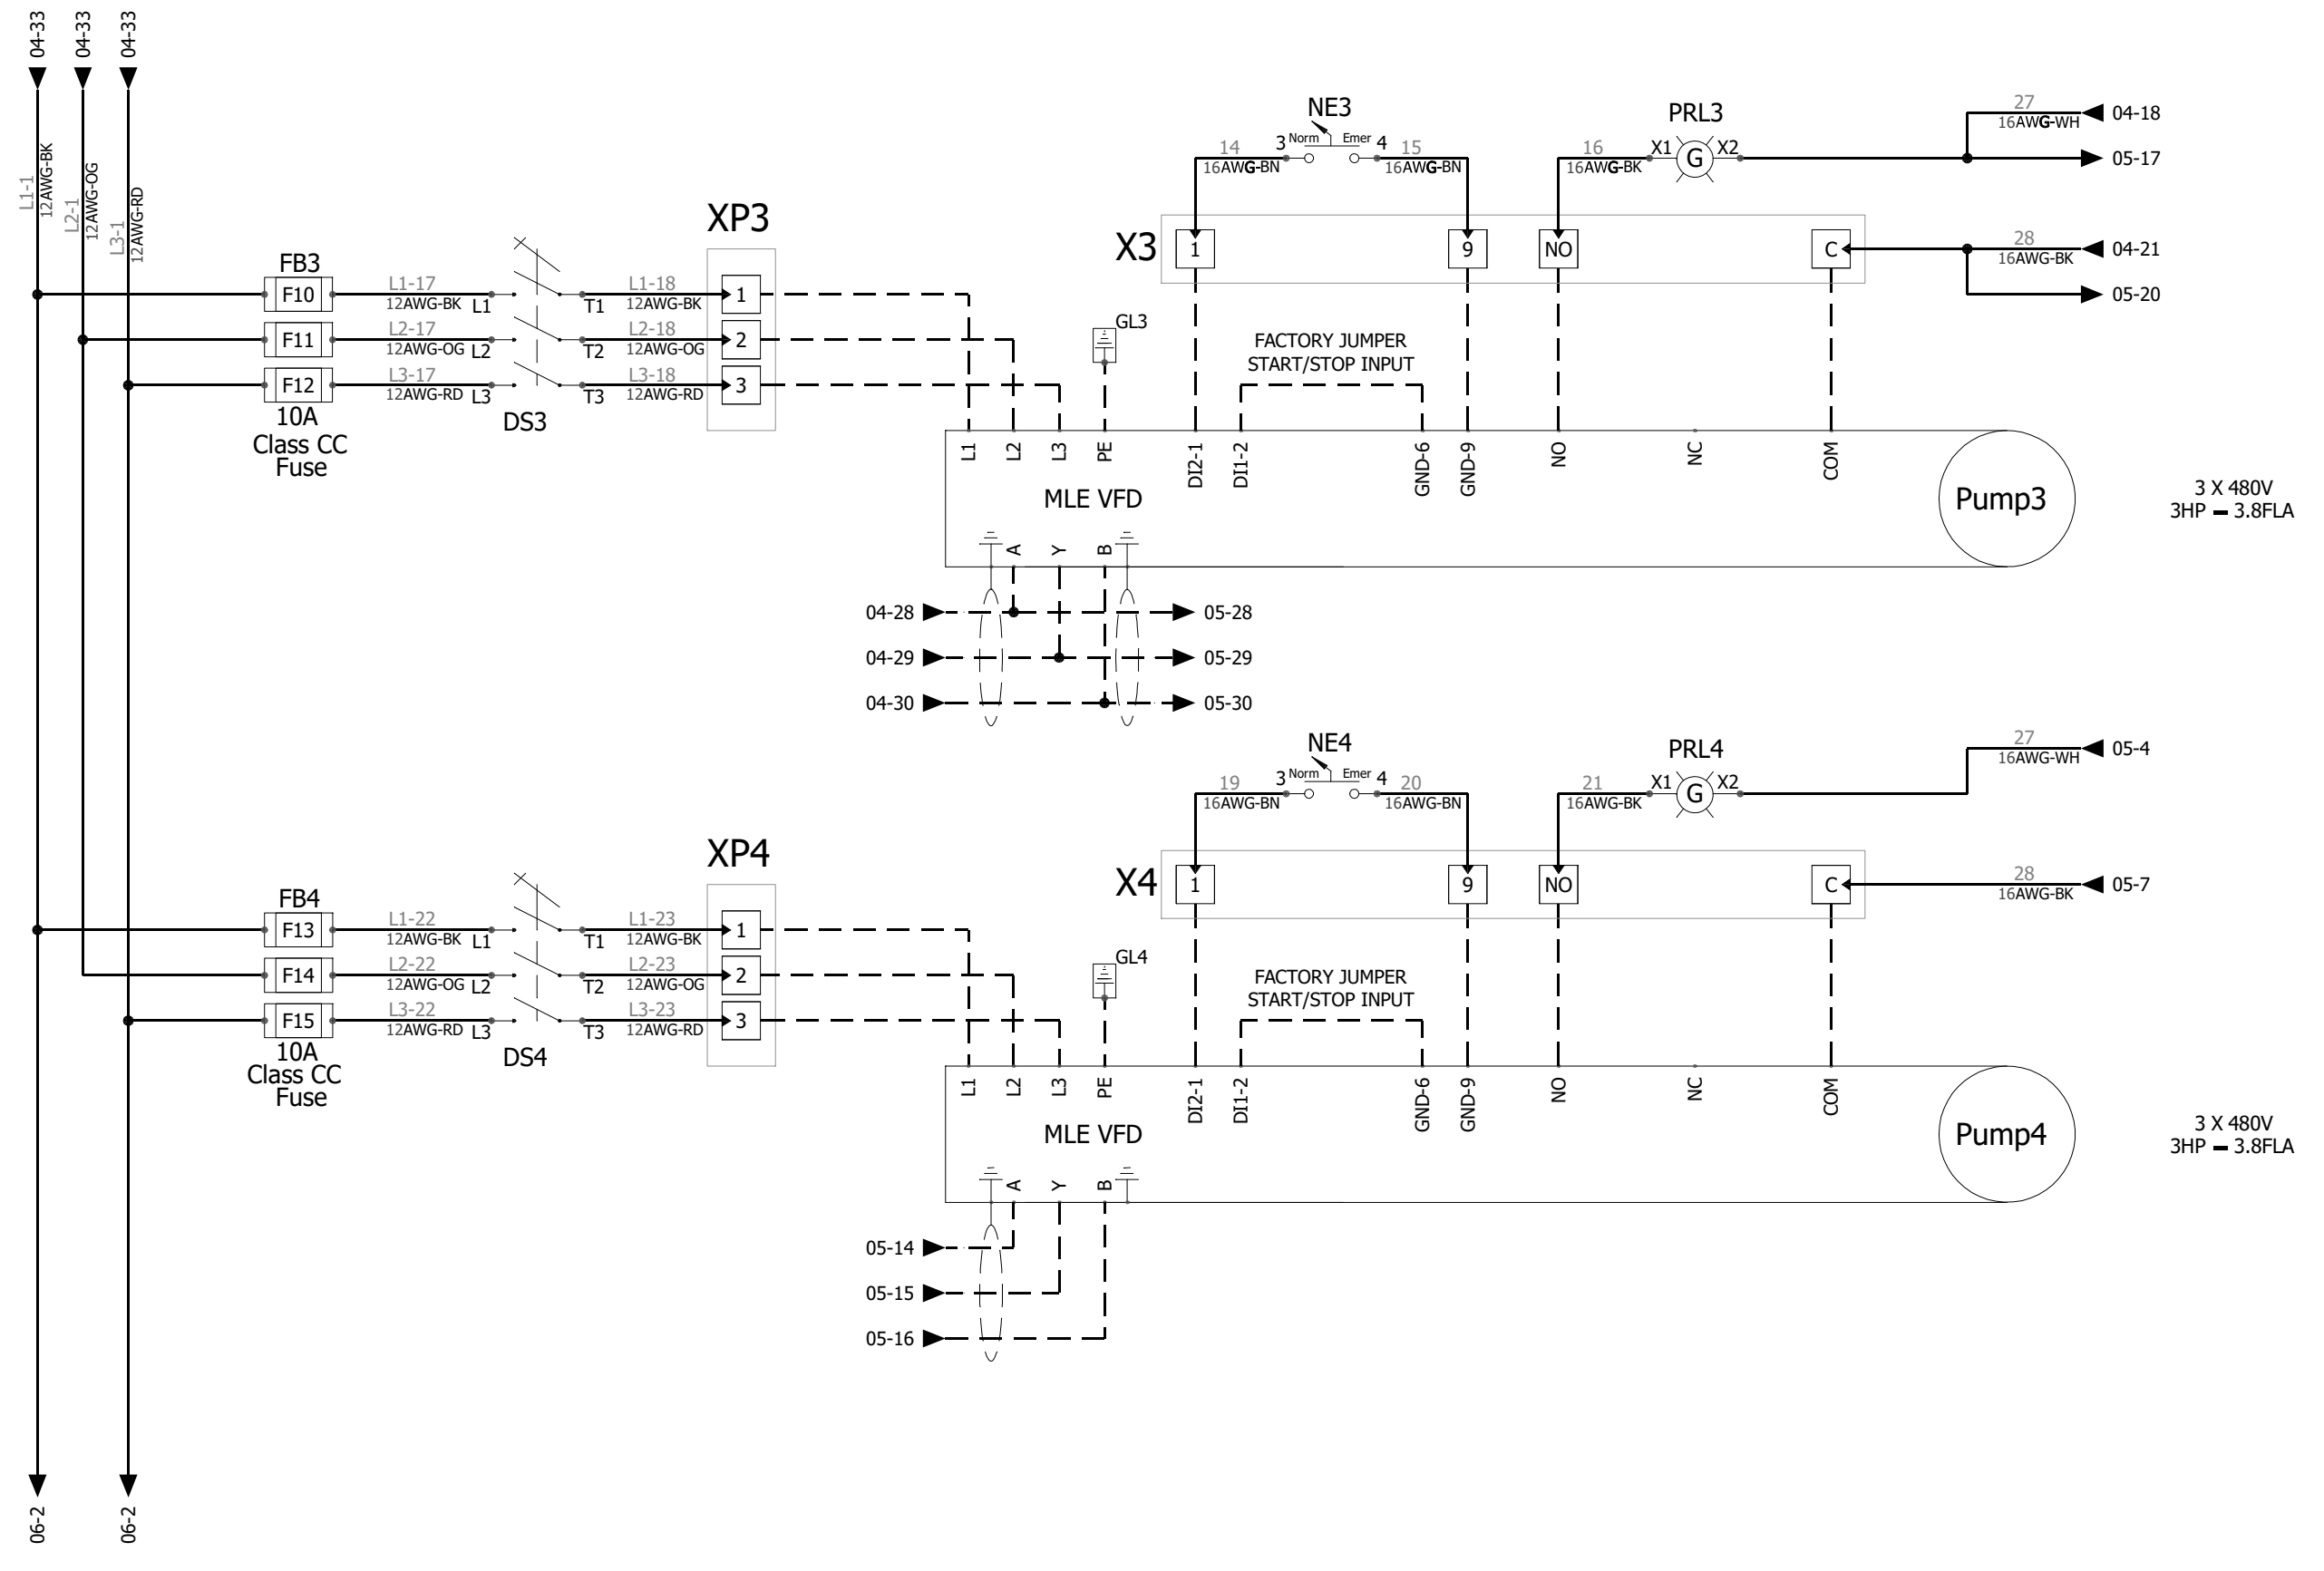 04-33
04-33
04-33
L1-1
12AWG-BK
L2-1
12AWG-OG
L3-1
12AWG-RD
NE3
PRL3
27
16AWG-WH
04-18
14
16AWG-BN
3
Norm
Emer
4
15
16AWG-BN
16
16AWG-BK
X1
G
X2
05-17
XP3
X3
1
9
NO
C
28
16AWG-BK
04-21
05-20
FB3
F10
L1-17
12AWG-BK
L1
T1
L1-18
12AWG-BK
1
F11
L2-17
12AWG-OG
L2
T2
L2-18
12AWG-OG
2
F12
L3-17
12AWG-RD
L3
T3
L3-18
12AWG-RD
3
10A
Class CC
Fuse
DS3
GL3
FACTORY JUMPER
START/STOP INPUT
L1
L2
L3
PE
DI2-1
DI1-2
GND-6
GND-9
NO
NC
COM
MLE VFD
Pump3
3 X 480V
3HP - 3.8FLA
A
Y
B
04-28
05-28
04-29
05-29
04-30
05-30
NE4
PRL4
27
16AWG-WH
05-4
19
16AWG-BN
3
Norm
Emer
4
20
16AWG-BN
21
16AWG-BK
X1
G
X2
XP4
X4
1
9
NO
C
28
16AWG-BK
05-7
FB4
F13
L1-22
12AWG-BK
L1
T1
L1-23
12AWG-BK
1
F14
L2-22
12AWG-OG
L2
T2
L2-23
12AWG-OG
2
F15
L3-22
12AWG-RD
L3
T3
L3-23
12AWG-RD
3
10A
Class CC
Fuse
DS4
GL4
FACTORY JUMPER
START/STOP INPUT
L1
L2
L3
PE
DI2-1
DI1-2
GND-6
GND-9
NO
NC
COM
MLE VFD
Pump4
3 X 480V
3HP - 3.8FLA
A
Y
B
05-14
05-15
05-16
06-2
06-2